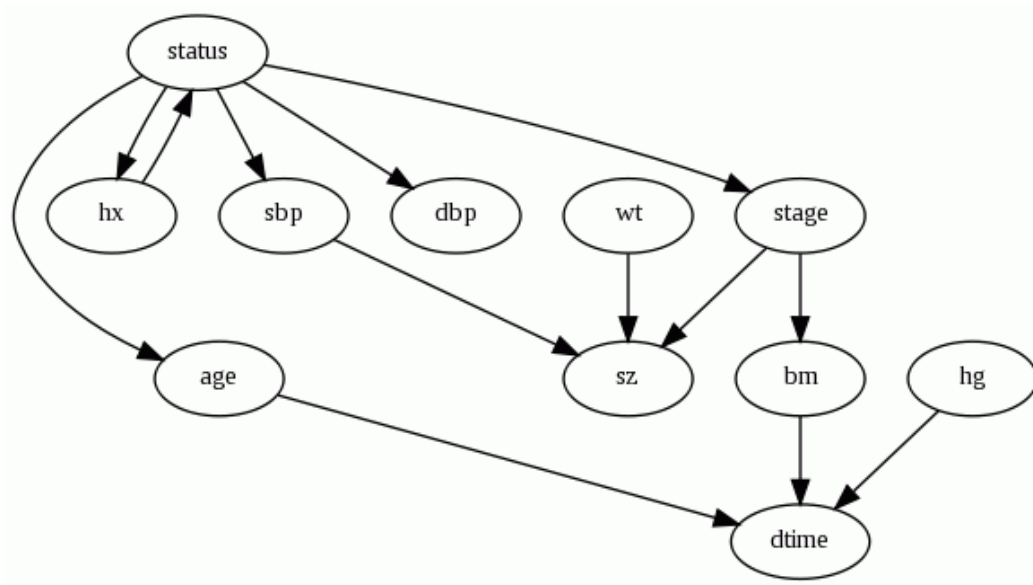 status
hx
sbp
dbp
wt
stage
age
sz
bm
hg
dtime